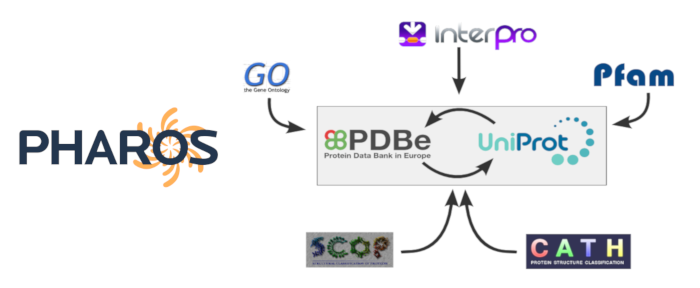 interpro
GO
the Gene Ontology
Pfam
PHAROS
PDBe
Protein Data Bank in Europe
UniProt
SCOP
CATH
PROTEIN STRUCTURE CLASSIFICATION